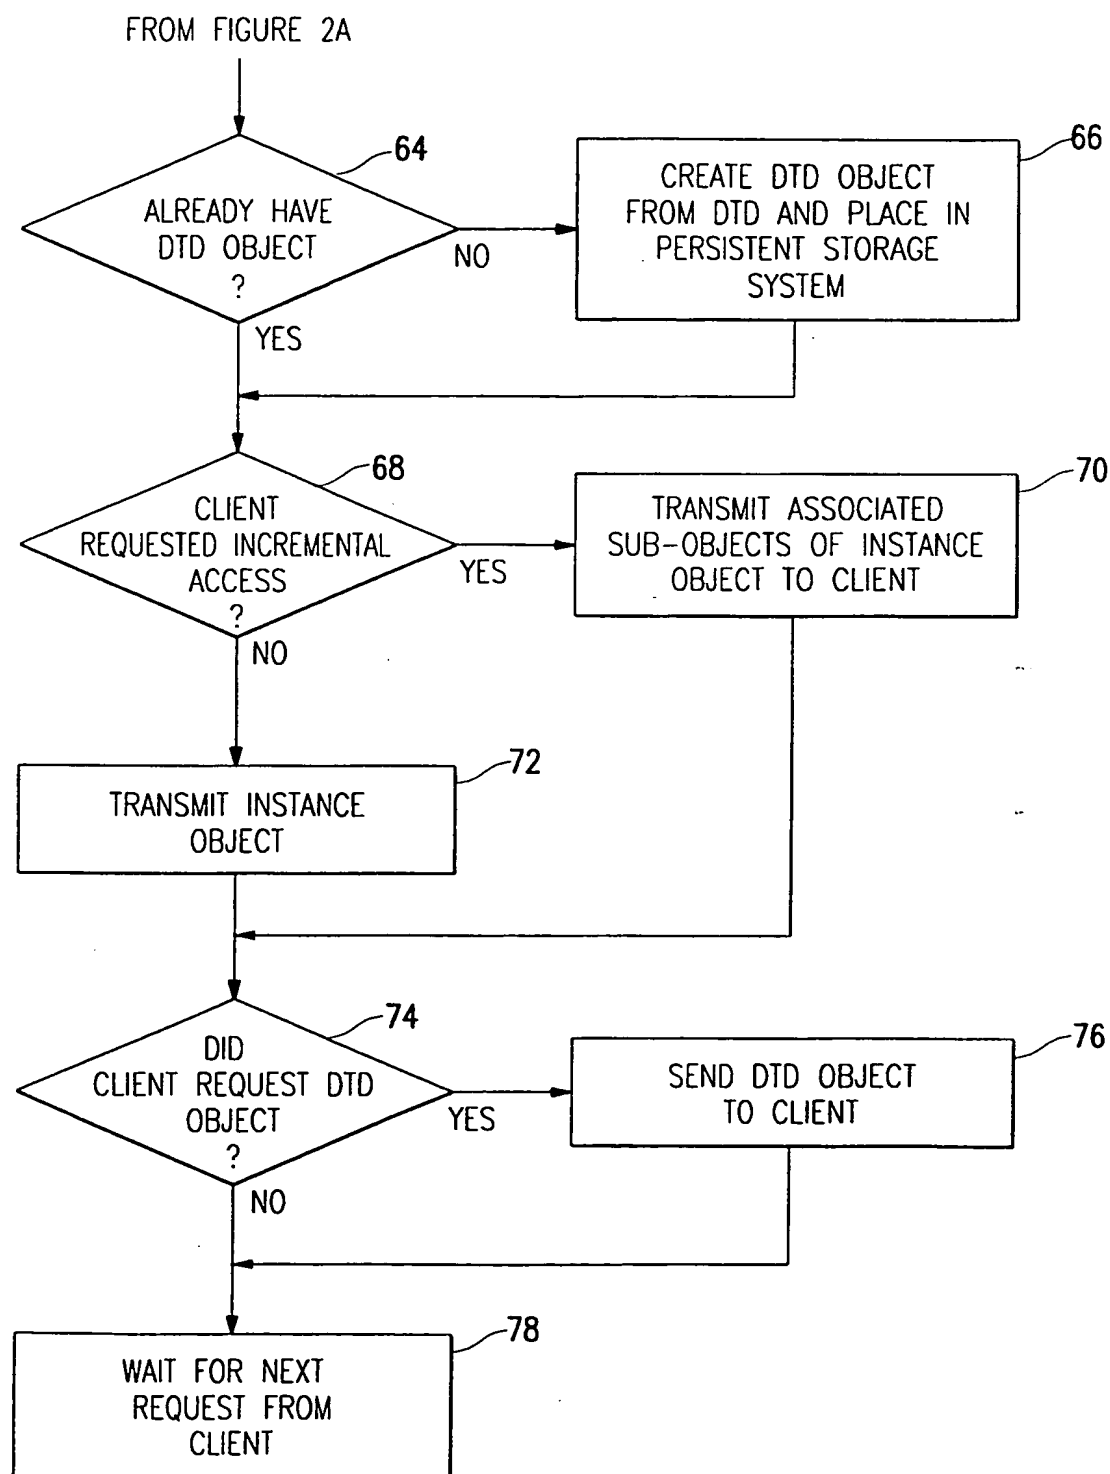 FROM FIGURE 2A
64
ALREADY HAVE
DTD OBJECT
?
NO
YES
66
CREATE DTD OBJECT
FROM DTD AND PLACE IN
PERSISTENT STORAGE
SYSTEM
68
CLIENT
REQUESTED INCREMENTAL
ACCESS
?
YES
NO
70
TRANSMIT ASSOCIATED
SUB-OBJECTS OF INSTANCE
OBJECT TO CLIENT
72
TRANSMIT INSTANCE
OBJECT
74
DID
CLIENT REQUEST DTD
OBJECT
?
YES
NO
76
SEND DTD OBJECT
TO CLIENT
78
WAIT FOR NEXT
REQUEST FROM
CLIENT